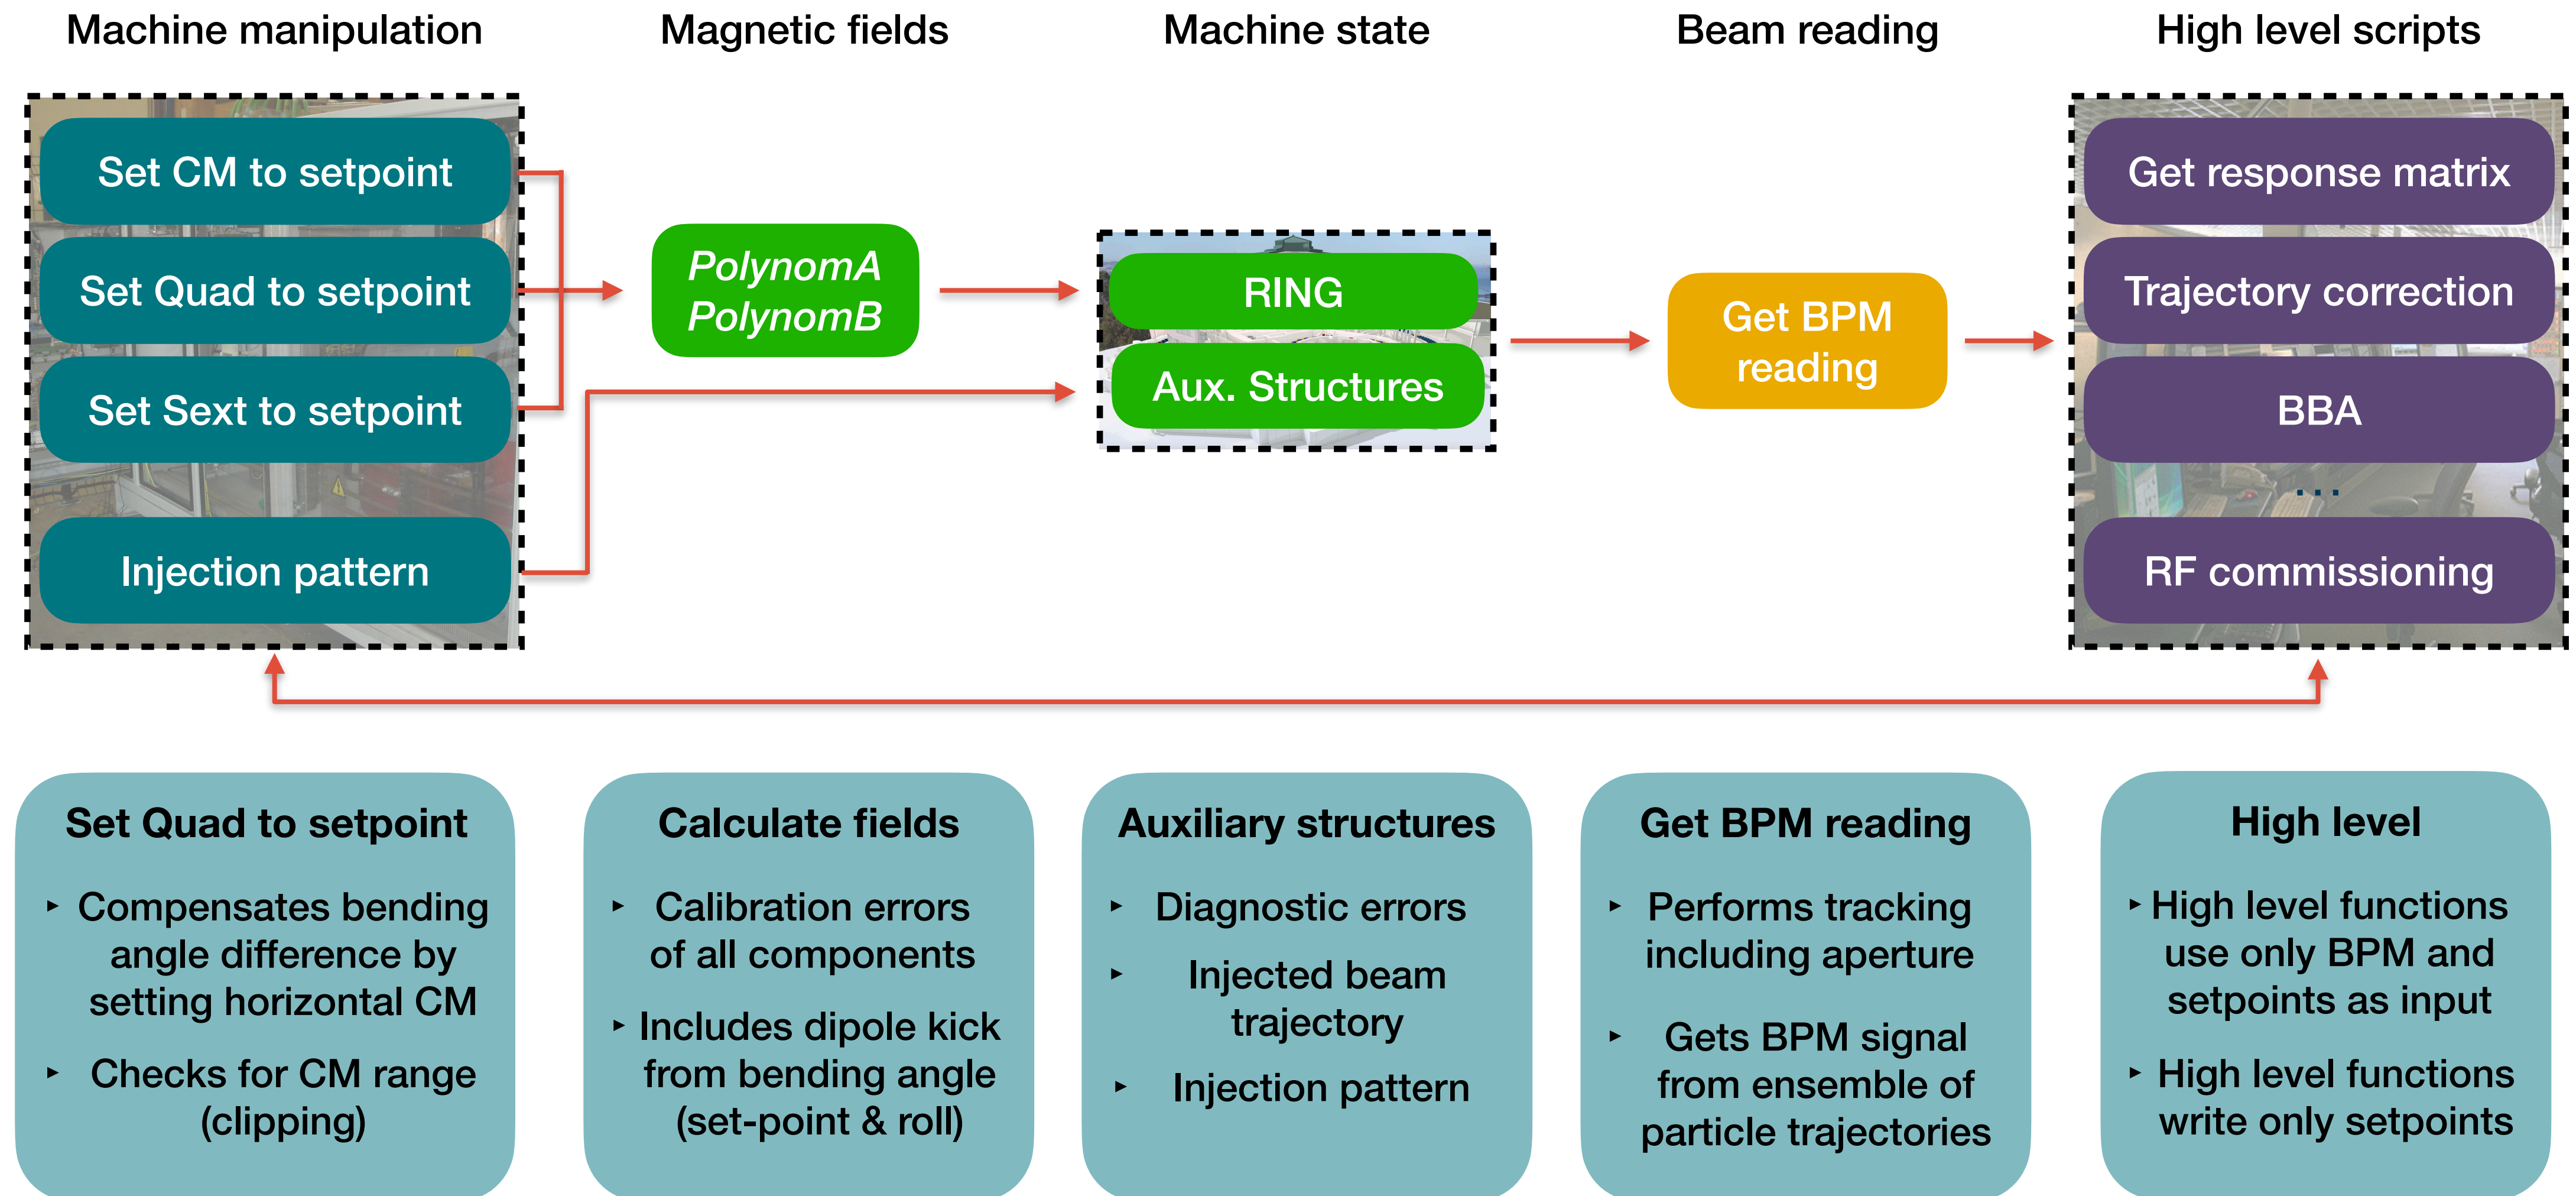 Machine manipulation
Magnetic fields
Machine state
Beam reading
High level scripts
Set CM to setpoint
Set Quad to setpoint
Set Sext to setpoint
Injection pattern
PolynomA
PolynomB
RING
Aux. Structures
Get BPM
reading
Get response matrix
Trajectory correction
BBA
...
RF commissioning
Set Quad to setpoint
‣ Compensates bending
angle difference by
setting horizontal CM
‣ Checks for CM range
(clipping)
Calculate fields
‣ Calibration errors
of all components
‣ Includes dipole kick
from bending angle
(set-point & roll)
Auxiliary structures
‣ Diagnostic errors
‣ Injected beam
trajectory
‣ Injection pattern
Get BPM reading
‣ Performs tracking
including aperture
‣ Gets BPM signal
from ensemble of
particle trajectories
High level
‣ High level functions
use only BPM and
setpoints as input
‣ High level functions
write only setpoints